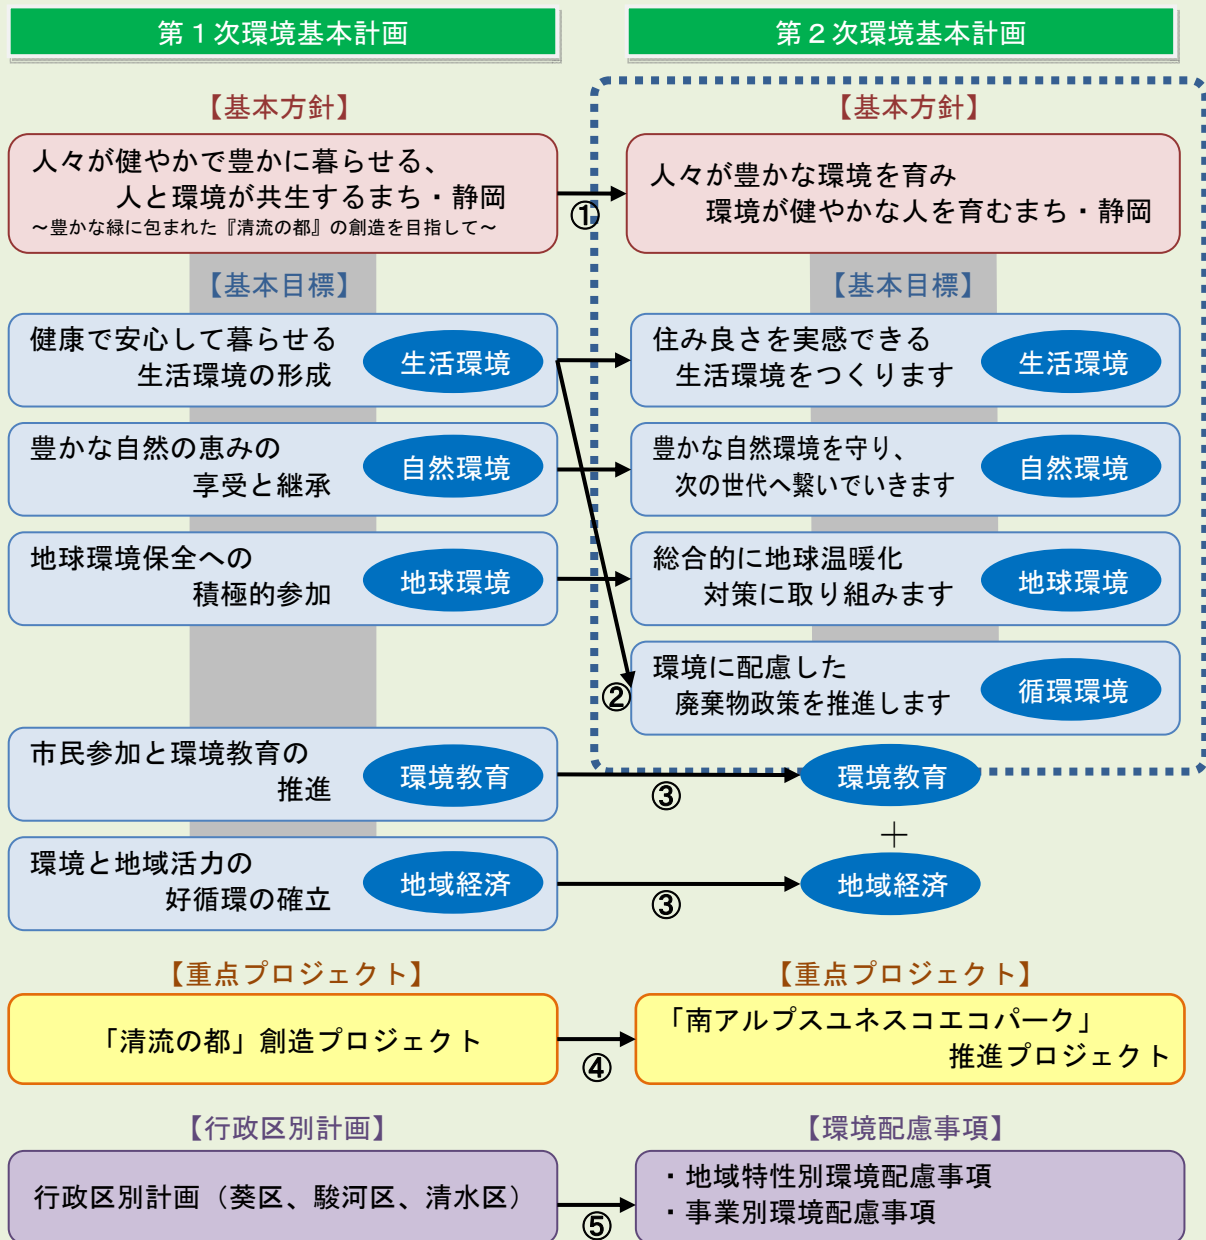 第１次環境基本計画
第２次環境基本計画
【基本方針】
【基本方針】
人々が健やかで豊かに暮らせる、
人と環境が共生するまち・静岡
～豊かな緑に包まれた『清流の都』の創造を目指して～
①
人々が豊かな環境を育み
環境が健やかな人を育むまち・静岡
【基本目標】
【基本目標】
健康で安心して暮らせる
生活環境の形成
生活環境
住み良さを実感できる
生活環境をつくります
生活環境
豊かな自然の恵みの
享受と継承
自然環境
豊かな自然環境を守り、
次の世代へ繋いでいきます
自然環境
地球環境保全への
積極的参加
地球環境
総合的に地球温暖化
対策に取り組みます
地球環境
②
環境に配慮した
廃棄物政策を推進します
循環環境
市民参加と環境教育の
推進
環境教育
③
環境教育
＋
環境と地域活力の
好循環の確立
地域経済
③
地域経済
【重点プロジェクト】
【重点プロジェクト】
「清流の都」創造プロジェクト
④
「南アルプスユネスコエコパーク」
推進プロジェクト
【行政区別計画】
【環境配慮事項】
行政区別計画（葵区、駿河区、清水区）
⑤
・地域特性別環境配慮事項
・事業別環境配慮事項